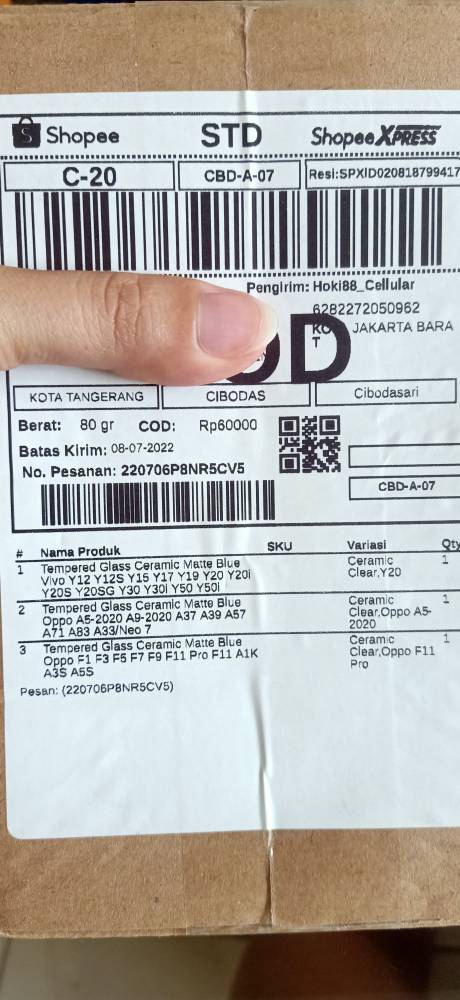 Shopee STD Shopee XPRESS
C-20 CBD-A-07 Resi:SPXID020818799417
Pengirim: Hoki88_Cellular
6282272050962
KO JAKARTA BARA
T
OD
KOTA TANGERANG CIBODAS Cibodasari
Berat: 80 gr COD: Rp60000
Batas Kirim: 08-07-2022
No. Pesanan: 220706P8NR5CV5
CBD-A-07
# Nama Produk SKU Variasi Qty
1 Tempered Glass Ceramic Matte Blue Ceramic 1
Vivo Y12 Y12S Y15 Y17 Y19 Y20 Y20i Clear,Y20
Y20S Y20SG Y30 Y30i Y50 Y50i
2 Tempered Glass Ceramic Matte Blue Ceramic 1
Oppo A5-2020 A9-2020 A37 A39 A57 Clear,Oppo A5-
A71 A83 A33/Neo 7 2020
3 Tempered Glass Ceramic Matte Blue Ceramic 1
Oppo F1 F3 F5 F7 F9 F11 Pro F11 A1K Clear,Oppo F11
A3S A5S Pro
Pesan: (220706P8NR5CV5)